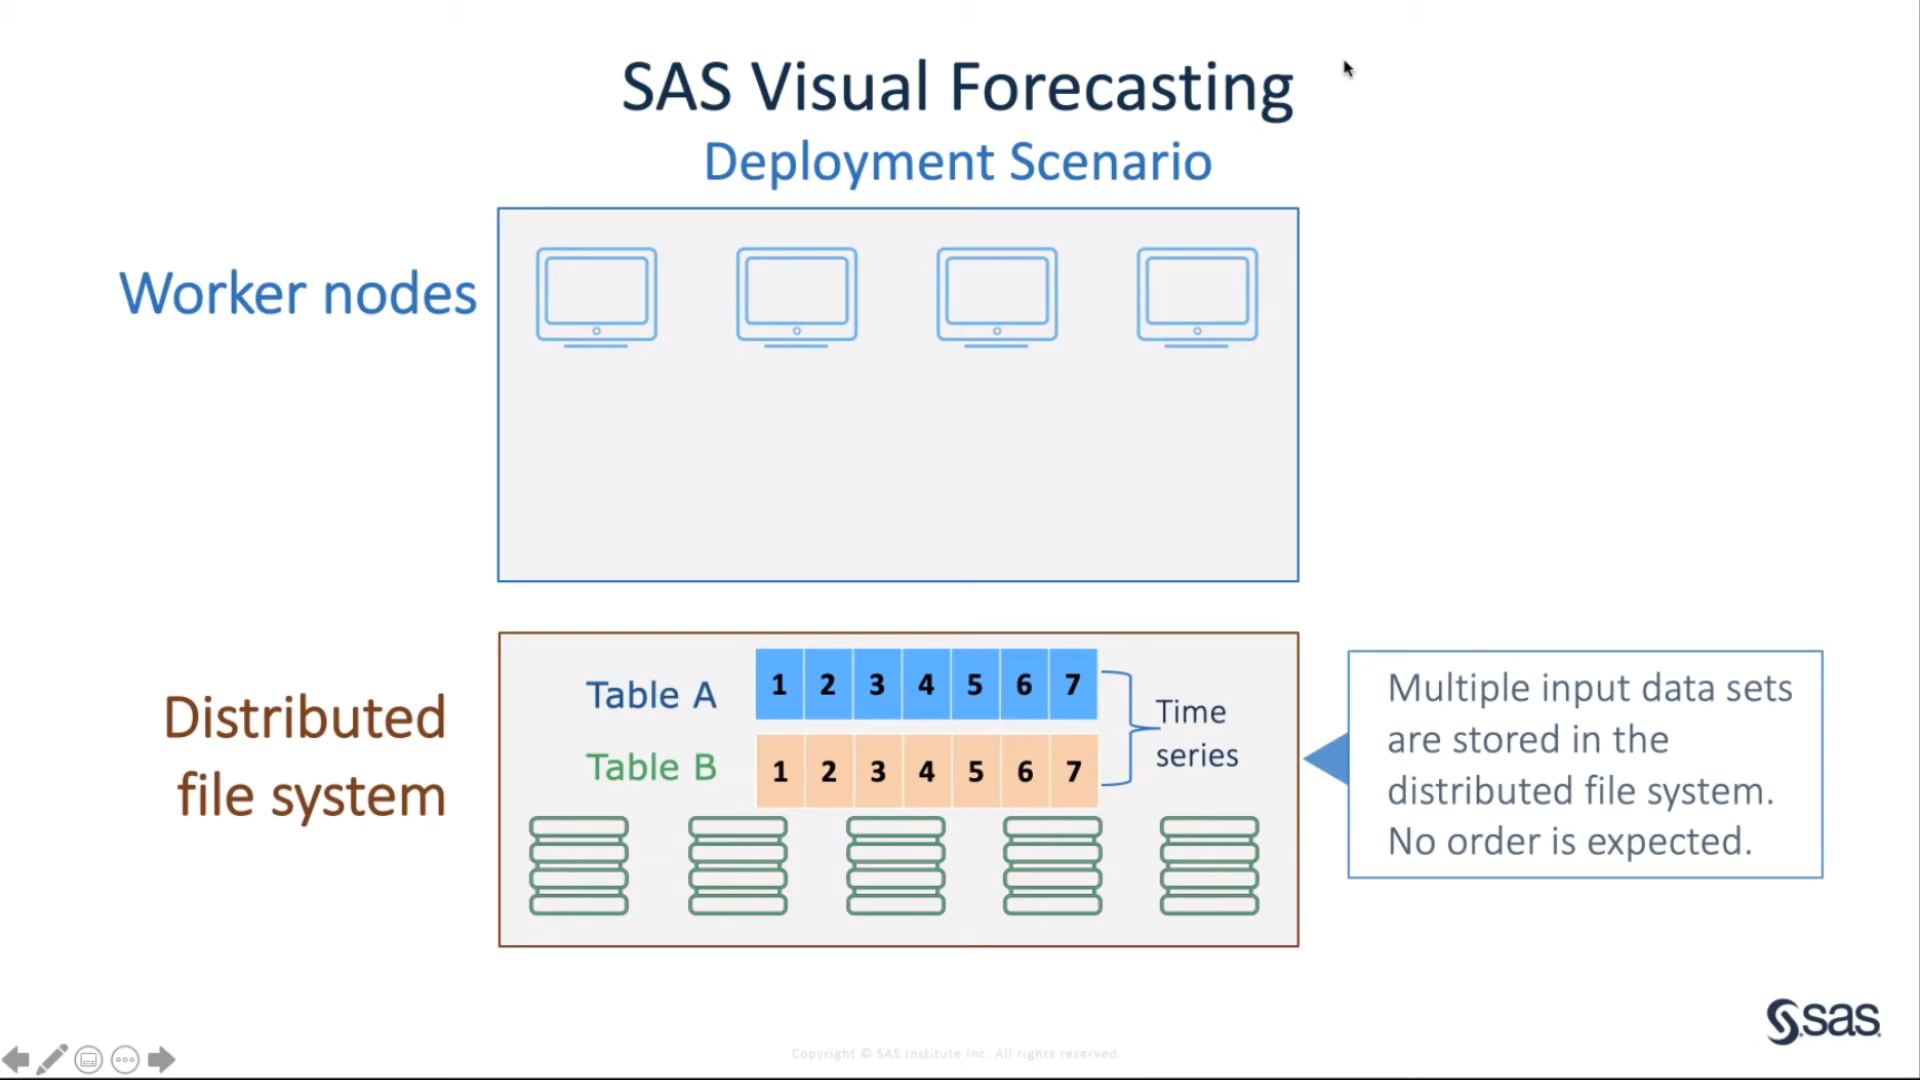 SAS Visual Forecasting
Deployment Scenario
Worker nodes
Distributed
file system
Table A
1 2 3 4 5 6 7
Table B
1 2 3 4 5 6 7
Time
series
Multiple input data sets
are stored in the
distributed file system.
No order is expected.
sas
Copyright © SAS Institute Inc. All rights reserved.